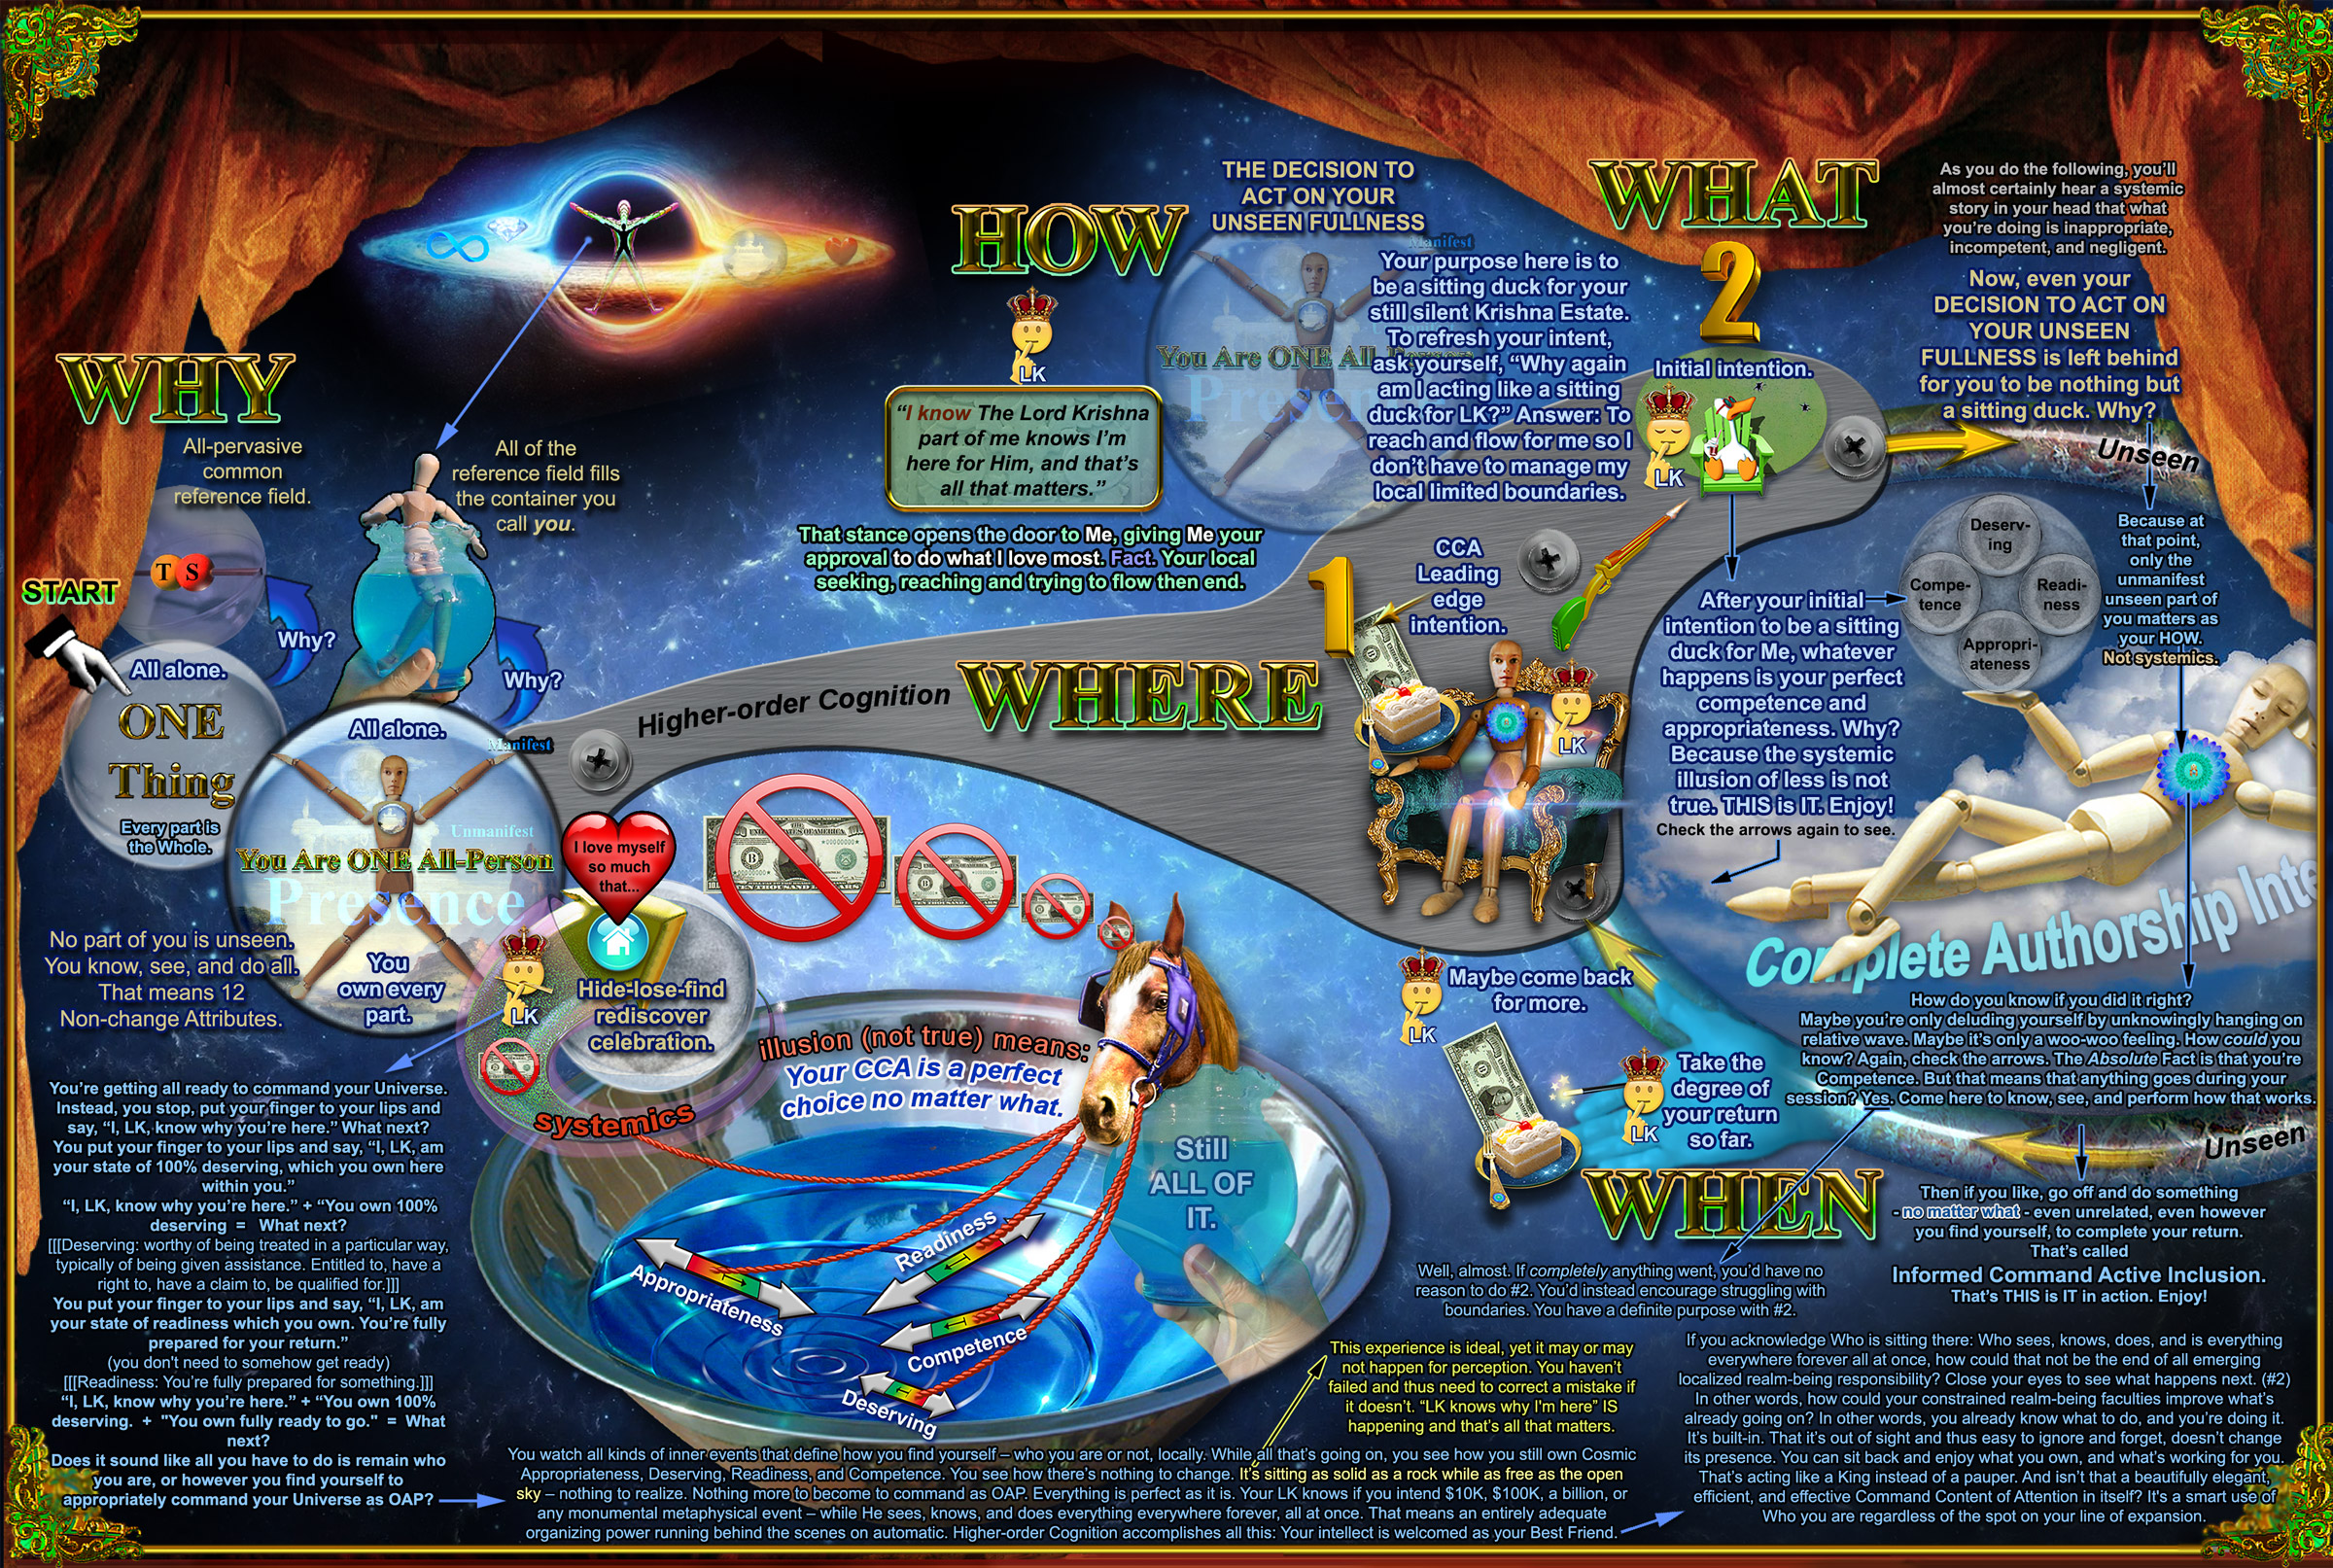 WHY
All-pervasive
common
reference field.
START
T S
Why?
All alone.
ONE
Thing
Every part is
the Whole.
All of the
reference field fills
the container you
call you.
Why?
All alone.
Manifest
Unmanifest
You Are ONE All-Person
Presence
You
own every
part.
No part of you is unseen.
You know, see, and do all.
That means 12
Non-change Attributes.
LK
You're getting all ready to command your Universe.
Instead, you stop, put your finger to your lips and
say, “I, LK, know why you're here.” What next?
You put your finger to your lips and say, “I, LK, am
your state of 100% deserving, which you own here
within you.”
“I, LK, know why you're here.” + “You own 100%
deserving = What next?
[[[Deserving: worthy of being treated in a particular way,
typically of being given assistance. Entitled to, have a
right to, have a claim to, be qualified for.]]]
You put your finger to your lips and say, “I, LK, am
your state of readiness which you own. You're fully
prepared for your return.”
(you don't need to somehow get ready)
[[[Readiness: You're fully prepared for something.]]]
“I, LK, know why you're here.” + “You own 100%
deserving. + "You own fully ready to go." = What
next?
Does it sound like all you have to do is remain who
you are, or however you find yourself to
appropriately command your Universe as OAP?
HOW
LK
“I know The Lord Krishna
part of me knows I'm
here for Him, and that's
all that matters.”
That stance opens the door to Me, giving Me your
approval to do what I love most. Fact. Your local
seeking, reaching and trying to flow then end.
THE DECISION TO
ACT ON YOUR
UNSEEN FULLNESS
Manifest
You Are ONE All
Presen
Your purpose here is to
be a sitting duck for your
still silent Krishna Estate.
To refresh your intent,
ask yourself, “Why again
am I acting like a sitting
duck for LK?” Answer: To
reach and flow for me so I
don't have to manage my
local limited boundaries.
Higher-order Cognition
WHERE
1
CCA
Leading
edge
intention.
LK
WHAT
2
Initial intention.
LK
As you do the following, you'll
almost certainly hear a systemic
story in your head that what
you're doing is inappropriate,
incompetent, and negligent.
Now, even your
DECISION TO ACT ON
YOUR UNSEEN
FULLNESS is left behind
for you to be nothing but
a sitting duck. Why?
Unseen
Because at
that point,
only the
unmanifest
unseen part of
you matters as
your HOW.
Not systemics.
Deserv-
ing
Compe-
tence
Readi-
ness
Appropri-
ateness
After your initial
intention to be a sitting
duck for Me, whatever
happens is your perfect
competence and
appropriateness. Why?
Because the systemic
illusion of less is not
true. THIS is IT. Enjoy!
Check the arrows again to see.
Complete Authorship Inte
How do you know if you did it right?
Maybe you're only deluding yourself by unknowingly hanging on
relative wave. Maybe it's only a woo-woo feeling. How could you
know? Again, check the arrows. The Absolute Fact is that you're
Competence. But that means that anything goes during your
session? Yes. Come here to know, see, and perform how that works.
Unseen
I love myself
so much
that...
Hide-lose-find
rediscover
celebration.
systemics
illusion (not true) means:
Your CCA is a perfect
choice no matter what.
Still
ALL OF
IT.
Appropriateness
Readiness
Competence
Deserving
LK
Maybe come back
for more.
LK
Take the
degree of
your return
so far.
WHEN
Then if you like, go off and do something
- no matter what - even unrelated, even however
you find yourself, to complete your return.
That's called
Informed Command Active Inclusion.
That's THIS is IT in action. Enjoy!
Well, almost. If completely anything went, you'd have no
reason to do #2. You'd instead encourage struggling with
boundaries. You have a definite purpose with #2.
This experience is ideal, yet it may or may
not happen for perception. You haven't
failed and thus need to correct a mistake if
it doesn't. “LK knows why I'm here” IS
happening and that's all that matters.
You watch all kinds of inner events that define how you find yourself – who you are or not, locally. While all that's going on, you see how you still own Cosmic
Appropriateness, Deserving, Readiness, and Competence. You see how there's nothing to change. It's sitting as solid as a rock while as free as the open
sky – nothing to realize. Nothing more to become to command as OAP. Everything is perfect as it is. Your LK knows if you intend $10K, $100K, a billion, or
any monumental metaphysical event – while He sees, knows, and does everything everywhere forever, all at once. That means an entirely adequate
organizing power running behind the scenes on automatic. Higher-order Cognition accomplishes all this: Your intellect is welcomed as your Best Friend.
If you acknowledge Who is sitting there: Who sees, knows, does, and is everything
everywhere forever all at once, how could that not be the end of all emerging
localized realm-being responsibility? Close your eyes to see what happens next. (#2)
In other words, how could your constrained realm-being faculties improve what's
already going on? In other words, you already know what to do, and you're doing it.
It's built-in. That it's out of sight and thus easy to ignore and forget, doesn't change
its presence. You can sit back and enjoy what you own, and what's working for you.
That's acting like a King instead of a pauper. And isn't that a beautifully elegant,
efficient, and effective Command Content of Attention in itself? It's a smart use of
Who you are regardless of the spot on your line of expansion.